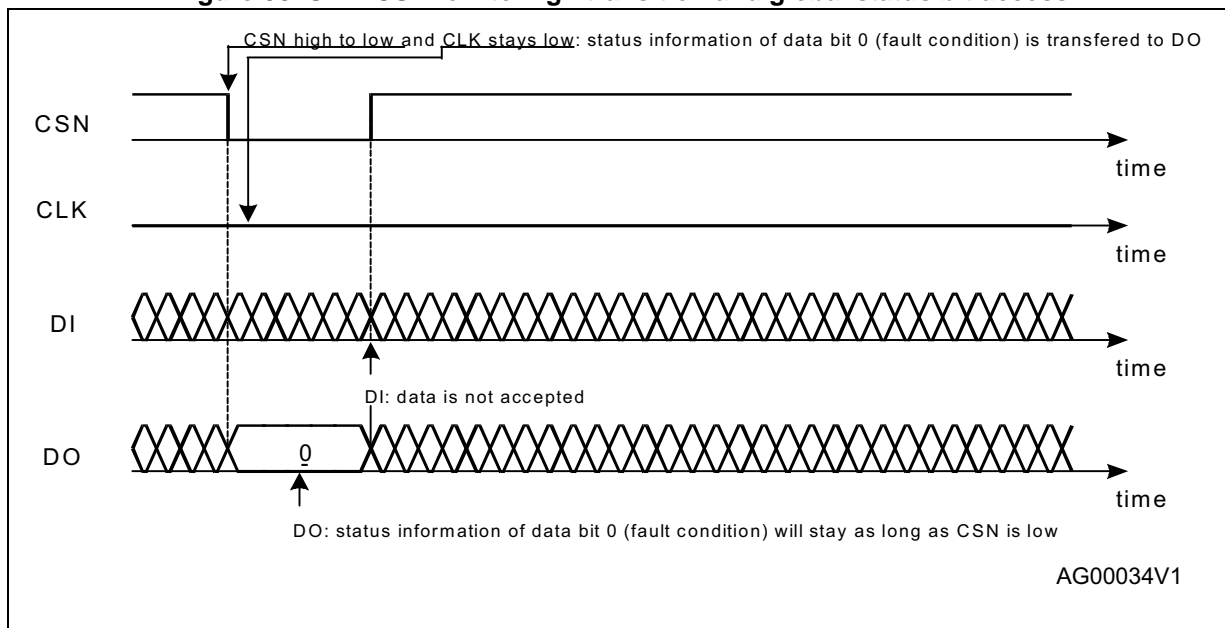 CSN high to low and CLK stays low: status information of data bit 0 (fault condition) is transfered to DO
CSN
time
CLK
time
DI
time
DI: data is not accepted
DO
0
time
DO: status information of data bit 0 (fault condition) will stay as long as CSN is low
AG00034V1